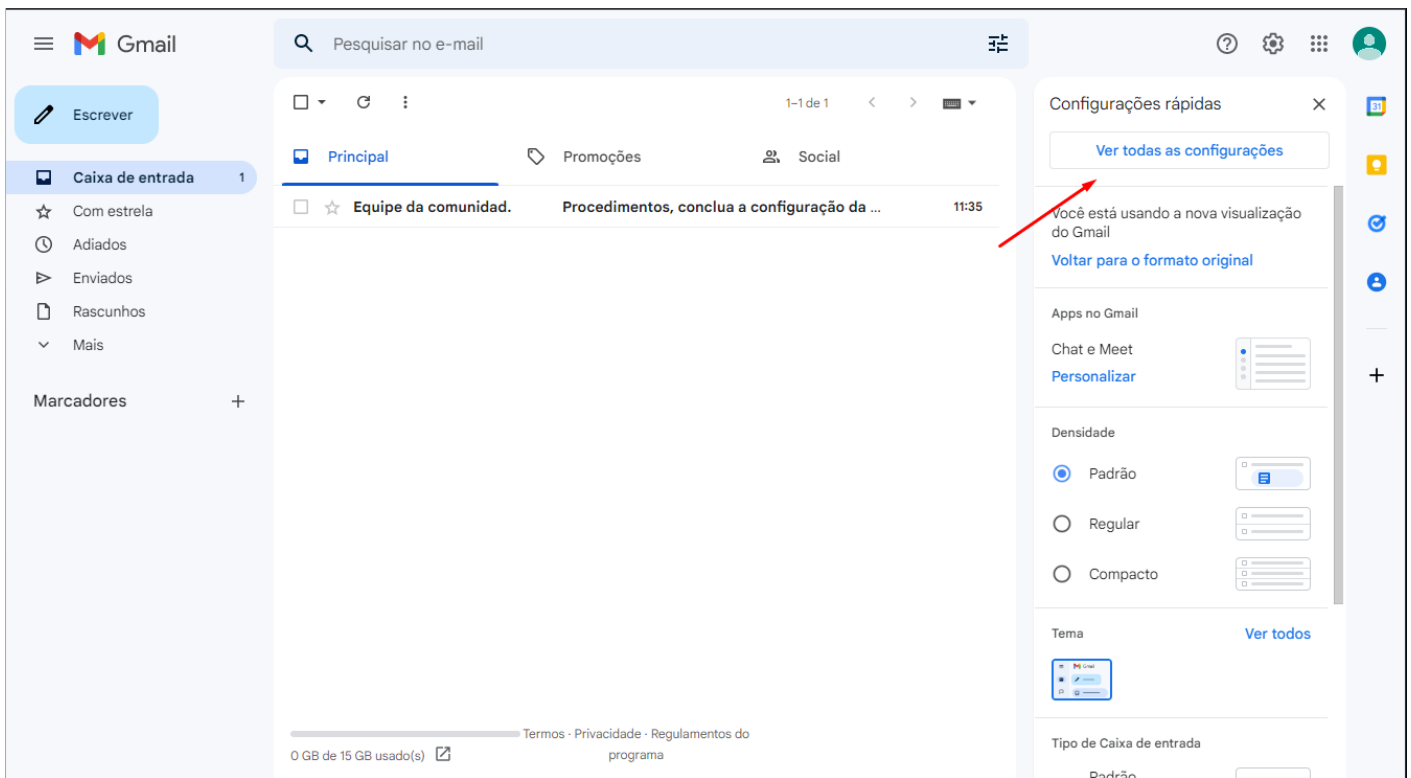 Gmail
Pesquisar no e-mail
Escrever
Caixa de entrada 1
Com estrela
Adiados
Enviados
Rascunhos
Mais
Marcadores
1–1 de 1
Principal
Promoções
Social
Equipe da comunidad. Procedimentos, conclua a configuração da ... 11:35
0 GB de 15 GB usado(s)
Termos · Privacidade · Regulamentos do
programa
Configurações rápidas
Ver todas as configurações
Você está usando a nova visualização
do Gmail
Voltar para o formato original
Apps no Gmail
Chat e Meet
Personalizar
Densidade
Padrão
Regular
Compacto
Tema Ver todos
Gmail
Tipo de Caixa de entrada
Padrão
31